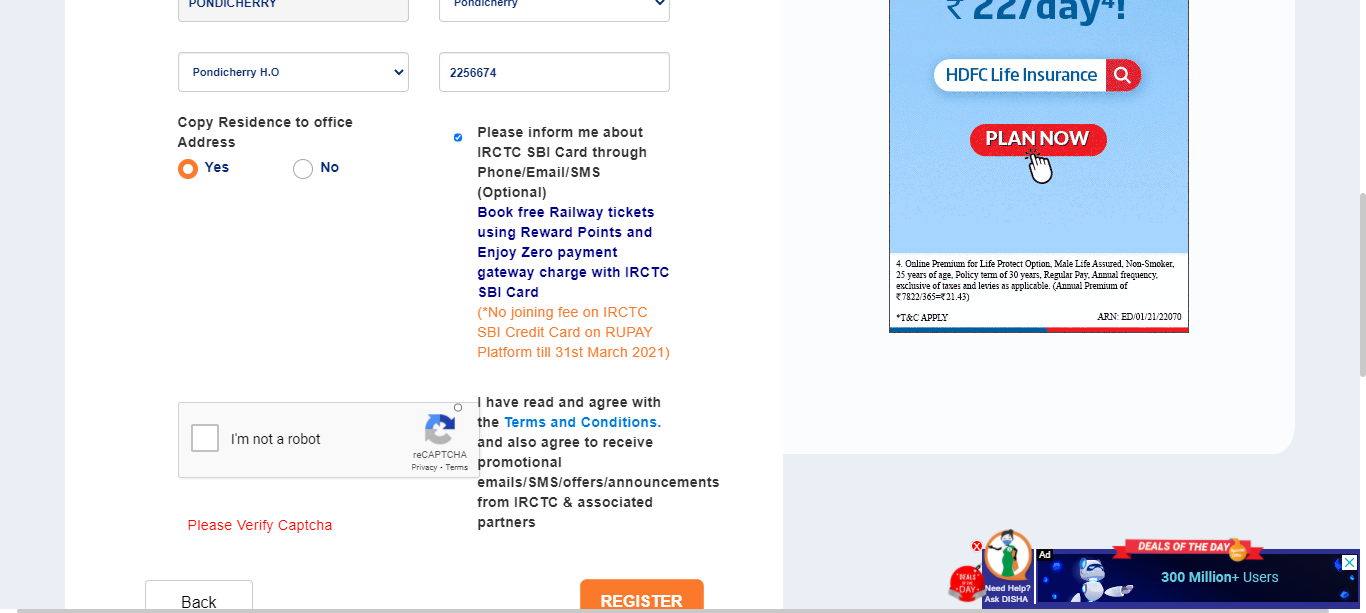 PONDICHERRY
Pondicherry
Pondicherry H.O
2256674
Copy Residence to office
Address
Yes
No
Please inform me about
IRCTC SBI Card through
Phone/Email/SMS
(Optional)
Book free Railway tickets
using Reward Points and
Enjoy Zero payment
gateway charge with IRCTC
SBI Card
(*No joining fee on IRCTC
SBI Credit Card on RUPAY
Platform till 31st March 2021)
I'm not a robot
reCAPTCHA
Privacy - Terms
I have read and agree with
the Terms and Conditions.
and also agree to receive
promotional
emails/SMS/offers/announcements
from IRCTC & associated
partners
Please Verify Captcha
Back
REGISTER
₹ 22/day⁴!
HDFC Life Insurance
PLAN NOW
4. Online Premium for Life Protect Option, Male Life Assured, Non-Smoker,
25 years of age, Policy term of 30 years, Regular Pay, Annual frequency,
exclusive of taxes and levies as applicable. (Annual Premium of
₹7822/365=₹21.43)
*T&C APPLY
ARN: ED/01/21/22070
DEALS OF THE DAY
"DEALS
OF THE
DAY"
Need Help?
Ask DISHA
Ad
300 Million+ Users